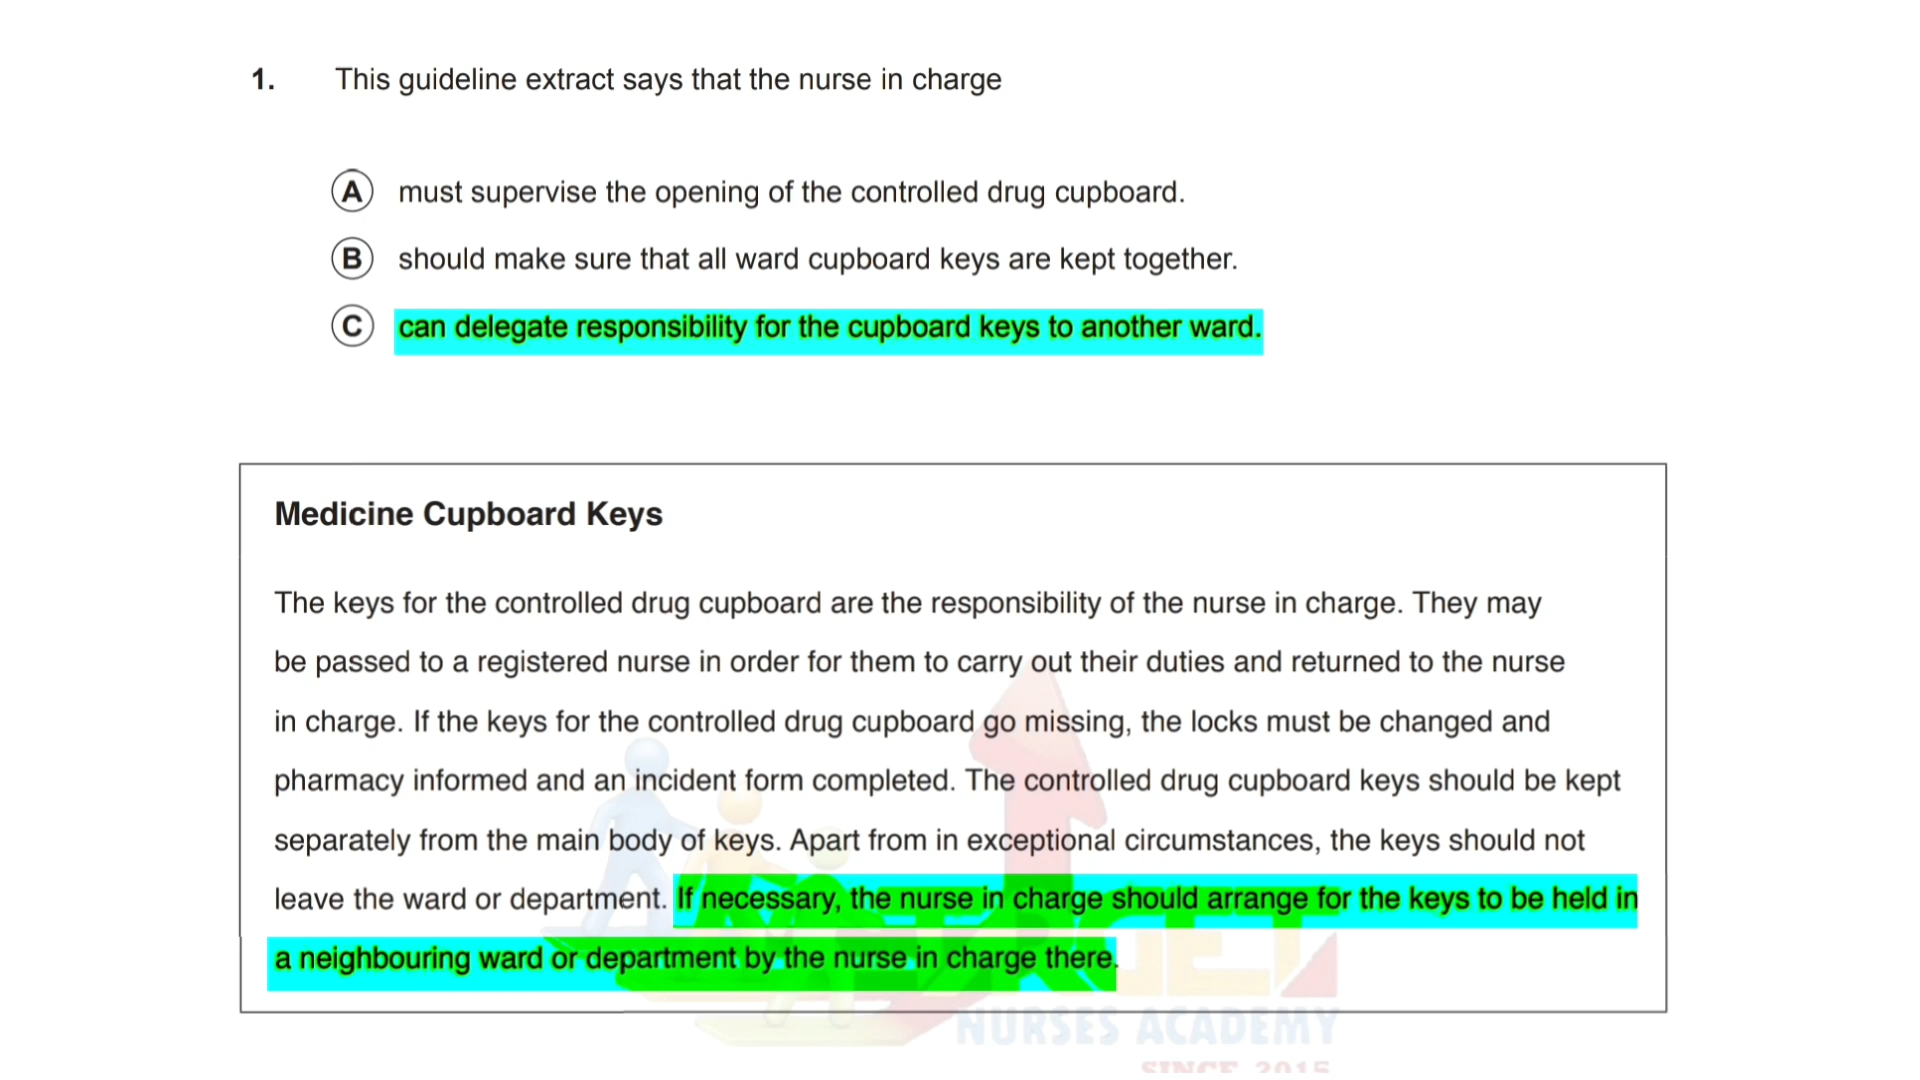 1. This guideline extract says that the nurse in charge
A must supervise the opening of the controlled drug cupboard.
B should make sure that all ward cupboard keys are kept together.
C can delegate responsibility for the cupboard keys to another ward.
Medicine Cupboard Keys
The keys for the controlled drug cupboard are the responsibility of the nurse in charge. They may
be passed to a registered nurse in order for them to carry out their duties and returned to the nurse
in charge. If the keys for the controlled drug cupboard go missing, the locks must be changed and
pharmacy informed and an incident form completed. The controlled drug cupboard keys should be kept
separately from the main body of keys. Apart from in exceptional circumstances, the keys should not
leave the ward or department. If necessary, the nurse in charge should arrange for the keys to be held in
a neighbouring ward or department by the nurse in charge there.
NURSES ACADEMY
SINCE 2015